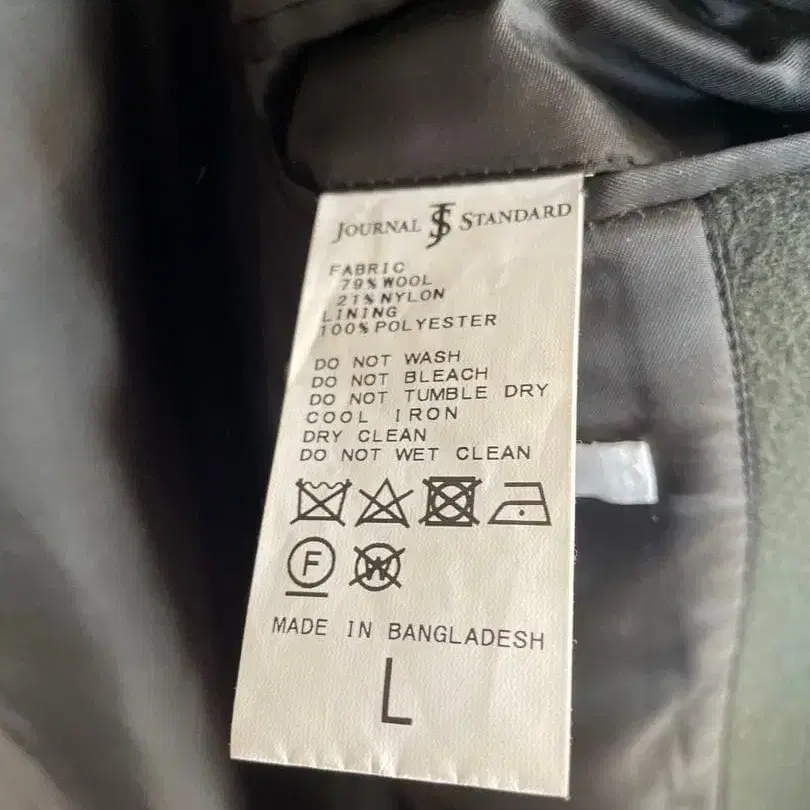 JOURNAL JS STANDARD
FABRIC
79% WOOL
21% NYLON
LINING
100% POLYESTER
DO NOT WASH
DO NOT BLEACH
DO NOT TUMBLE DRY
COOL IRON
DRY CLEAN
DO NOT WET CLEAN
F W
MADE IN BANGLADESH
L